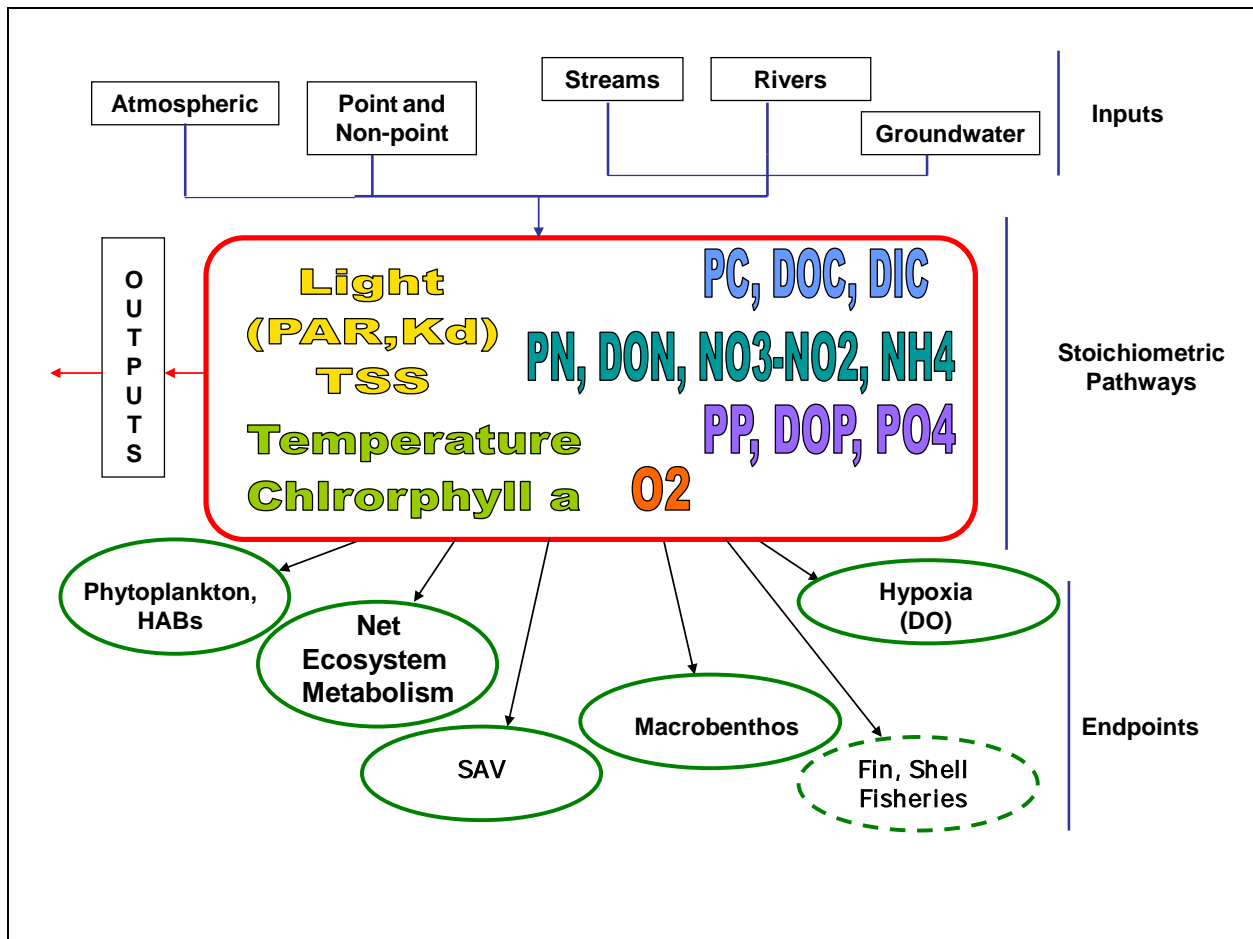 Atmospheric
Point and
Non-point
Streams
Rivers
Groundwater
Inputs
O
U
T
P
U
T
S
Light
(PAR,Kd)
TSS
Temperature
Chlrorphyll a
PC, DOC, DIC
PN, DON, NO3-NO2, NH4
PP, DOP, PO4
O2
Stoichiometric
Pathways
Phytoplankton,
HABs
Net
Ecosystem
Metabolism
SAV
Macrobenthos
Fin, Shell
Fisheries
Hypoxia
(DO)
Endpoints